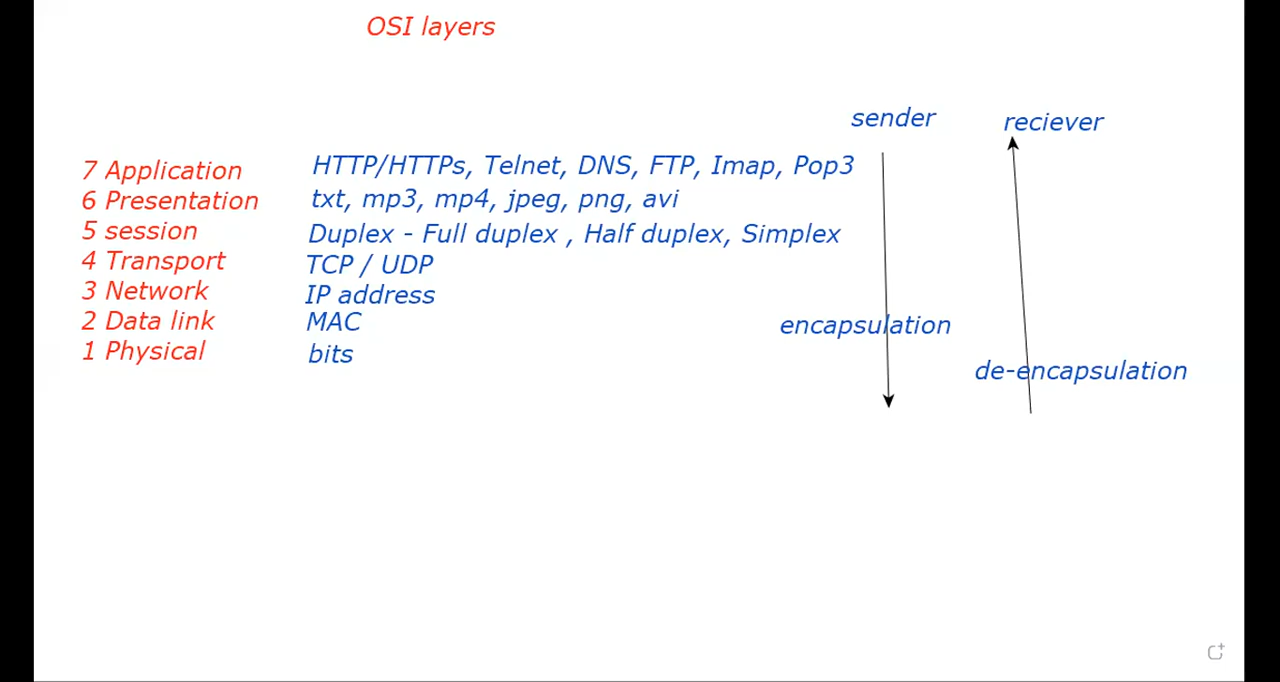 OSI layers
sender
reciever
7 Application HTTP/HTTPs, Telnet, DNS, FTP, Imap, Pop3
6 Presentation txt, mp3, mp4, jpeg, png, avi
5 session Duplex - Full duplex , Half duplex, Simplex
4 Transport TCP / UDP
3 Network IP address
2 Data link MAC
encapsulation
1 Physical bits
de-encapsulation